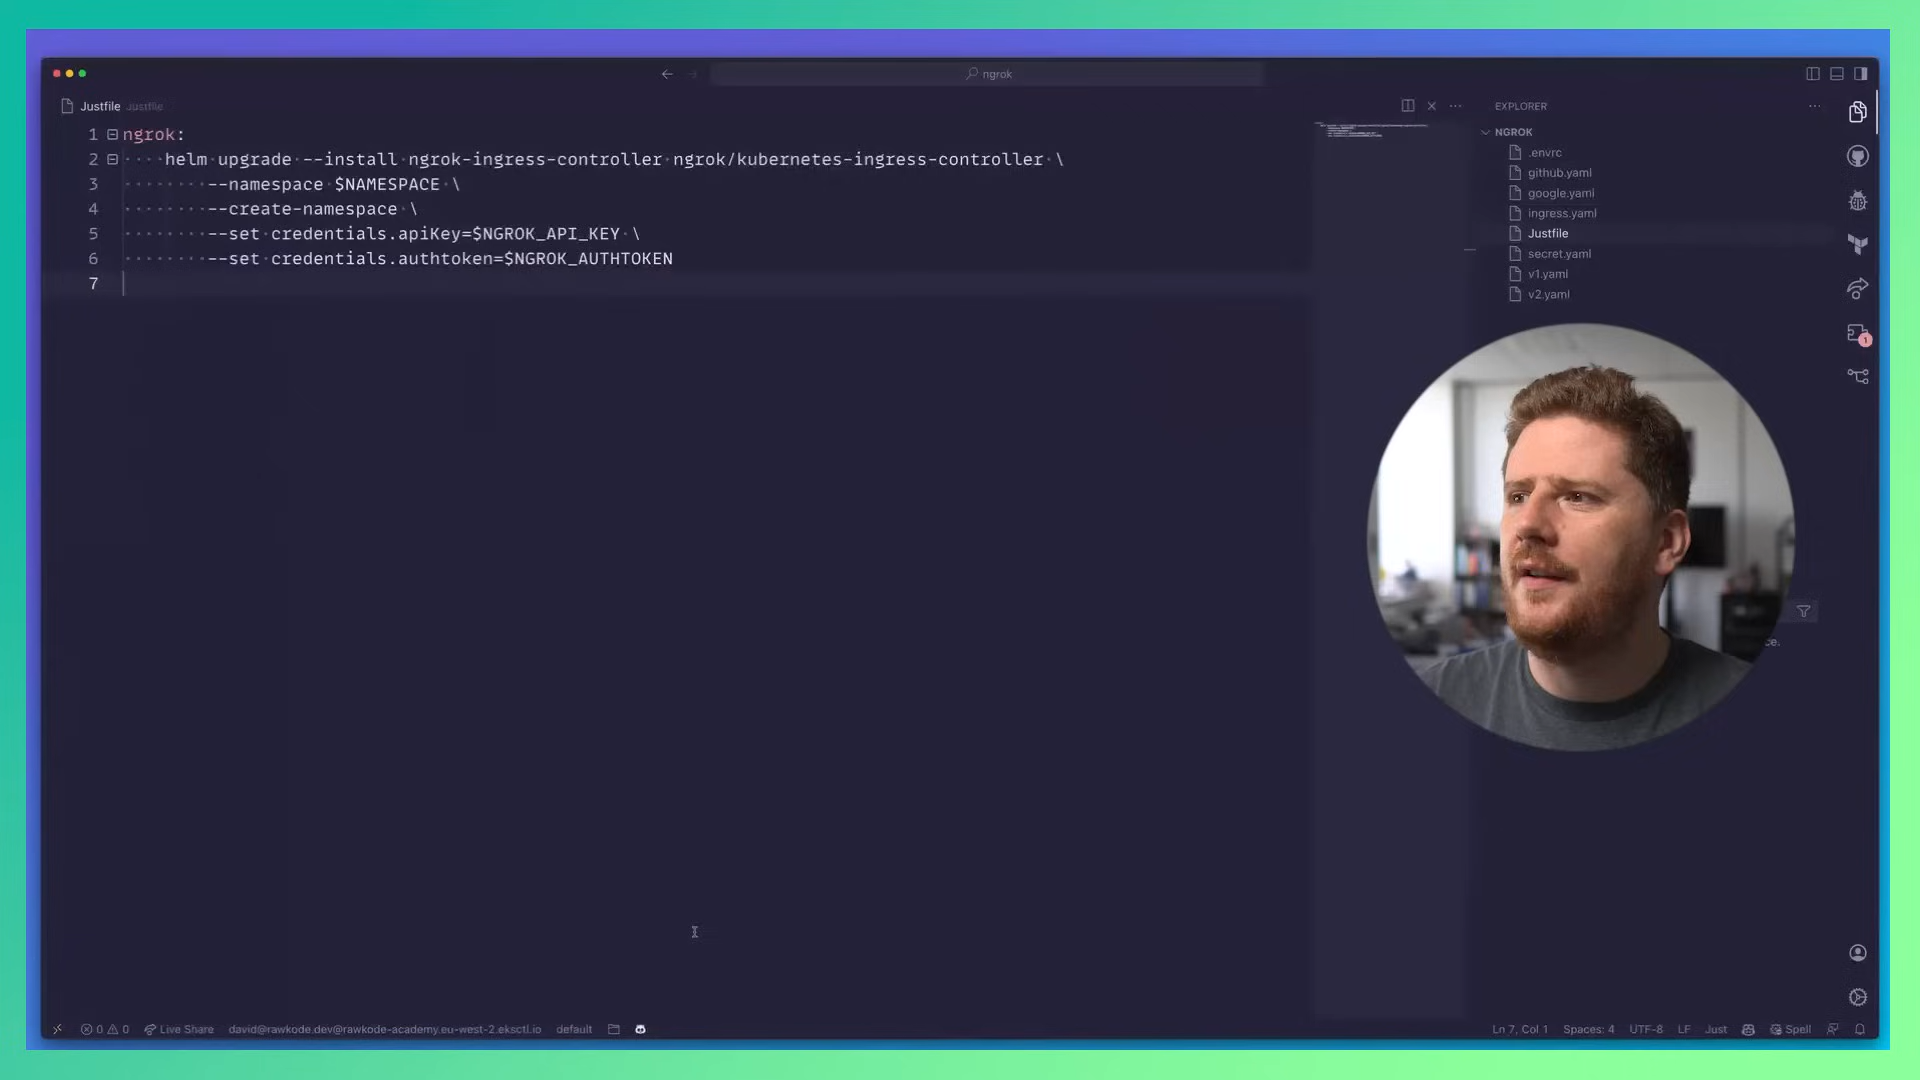 ngrok
Justfile Justfile
1 ngrok:
2 helm upgrade --install ngrok-ingress-controller ngrok/kubernetes-ingress-controller \
3 --namespace $NAMESPACE \
4 --create-namespace \
5 --set credentials.apiKey=$NGROK_API_KEY \
6 --set credentials.authtoken=$NGROK_AUTHTOKEN
7
EXPLORER
NGROK
.envrc
github.yaml
google.yaml
ingress.yaml
Justfile
secret.yaml
v1.yaml
v2.yaml
1
ce.
0 0 Live Share david@rawkode.dev@rawkode-academy.eu-west-2.eksctl.io default
Ln 7, Col 1 Spaces: 4 UTF-8 LF Just Spell